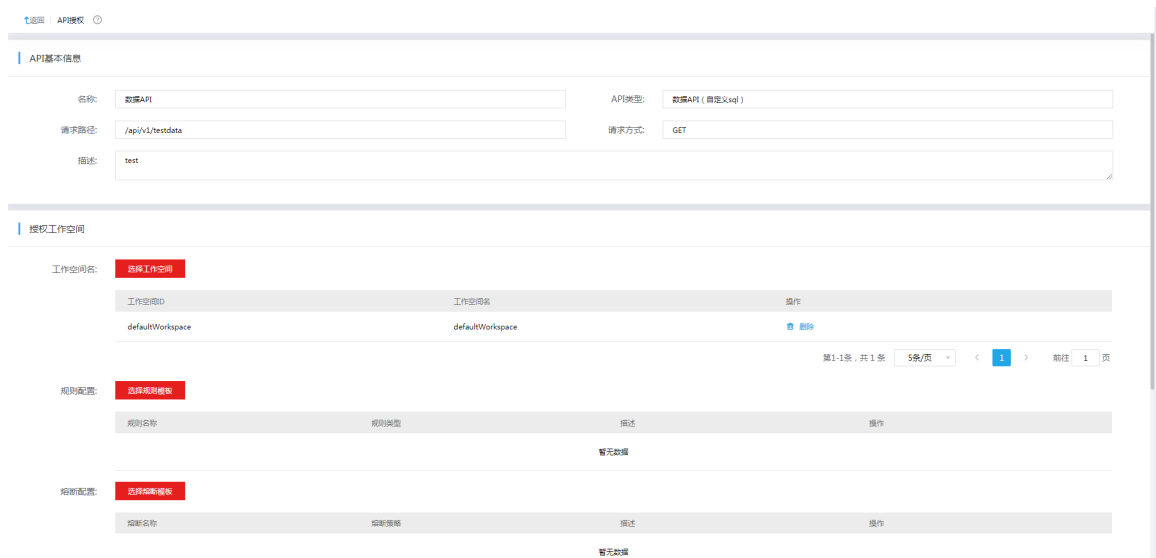 返回 API授权
API基本信息
名称: 数据API API类型: 数据API ( 自定义sql )
请求路径: /api/v1/testdata 请求方式: GET
描述: test
授权工作空间
工作空间名: 选择工作空间
工作空间ID 工作空间名 操作
defaultWorkspace defaultWorkspace 删除
第1-1条 , 共 1 条 5条/页 1 前往 1 页
规则配置: 选择规则模板
规则名称 规则类型 描述 操作
暂无数据
熔断配置: 选择熔断模板
熔断名称 熔断策略 描述 操作
暂无数据